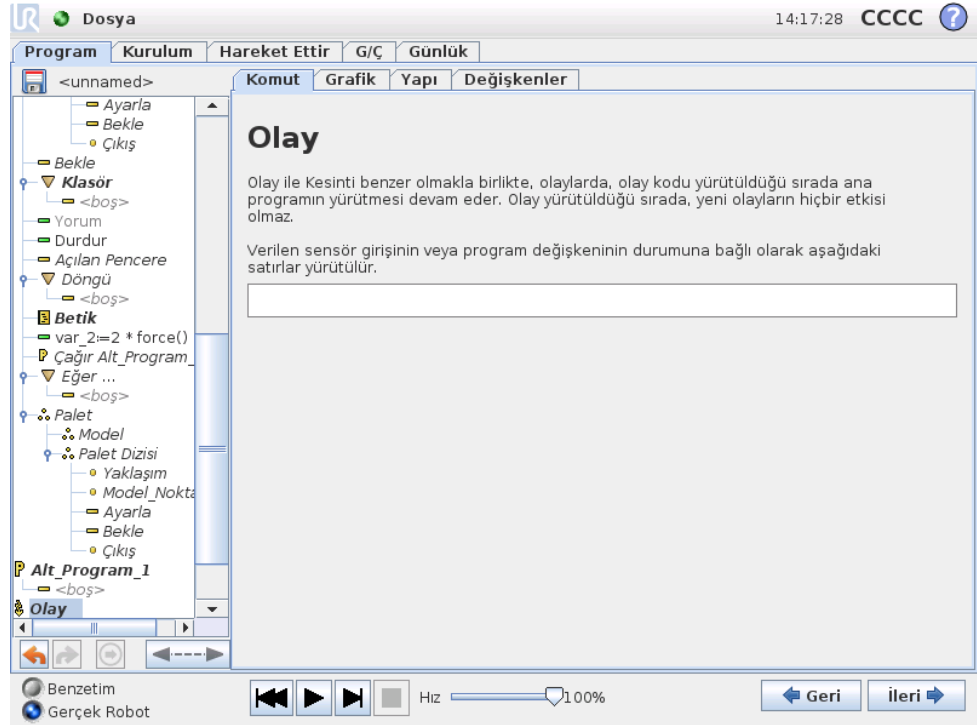 UR Dosya 14:17:28 CCCC ?
Program Kurulum Hareket Ettir G/Ç Günlük
<unnamed>
Komut Grafik Yapı Değişkenler
Ayarla
Bekle
Çıkış
Bekle
Klasör
<boş>
Yorum
Durdur
Açılan Pencere
Döngü
<boş>
Betik
var_2≔2 * force()
Çağır Alt_Program_
Eğer ...
<boş>
Palet
Model
Palet Dizisi
Yaklaşım
Model_Nokta
Ayarla
Bekle
Çıkış
Alt_Program_1
<boş>
Olay
Olay
Olay ile Kesinti benzer olmakla birlikte, olaylarda, olay kodu yürütüldüğü sırada ana
programın yürütmesi devam eder. Olay yürütüldüğü sırada, yeni olayların hiçbir etkisi
olmaz.
Verilen sensör girişinin veya program değişkeninin durumuna bağlı olarak aşağıdaki
satırlar yürütülür.
Benzetim
Gerçek Robot
Hız 100%
Geri İleri